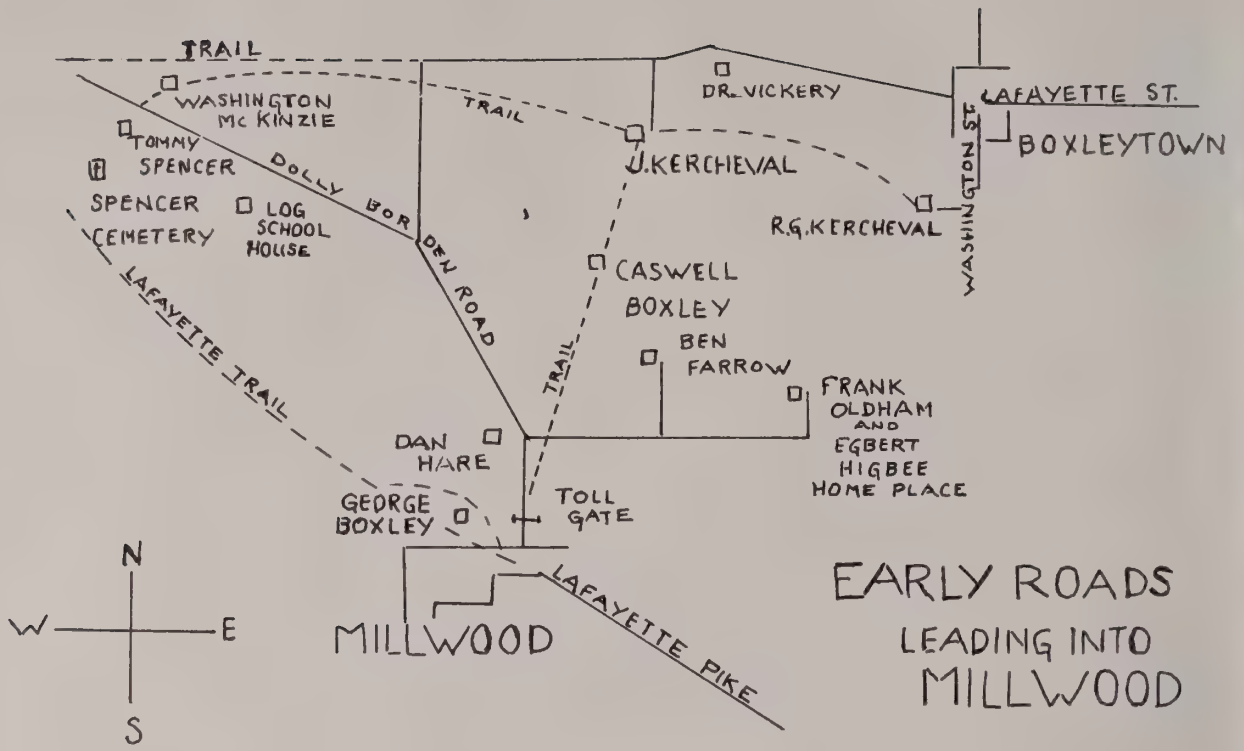 TRAIL
WASHINGTON
MCKINZIE
TRAIL
DR. VICKERY
LAFAYETTE ST.
WASHINGTON ST.
BOXLEYTOWN
TOMMY
SPENCER
SPENCER
CEMETERY
LOG
SCHOOL
HOUSE
DOLLY BORDEN ROAD
J. KERCHEVAL
R.G. KERCHEVAL
LAFAYETTE TRAIL
CASWELL
BOXLEY
TRAIL
BEN
FARROW
FRANK
OLDHAM
AND
EGBERT
HIGBEE
HOME PLACE
DAN
HARE
GEORGE
BOXLEY
TOLL
GATE
N
W
E
S
MILLWOOD
LAFAYETTE PIKE
EARLY ROADS
LEADING INTO
MILLWOOD